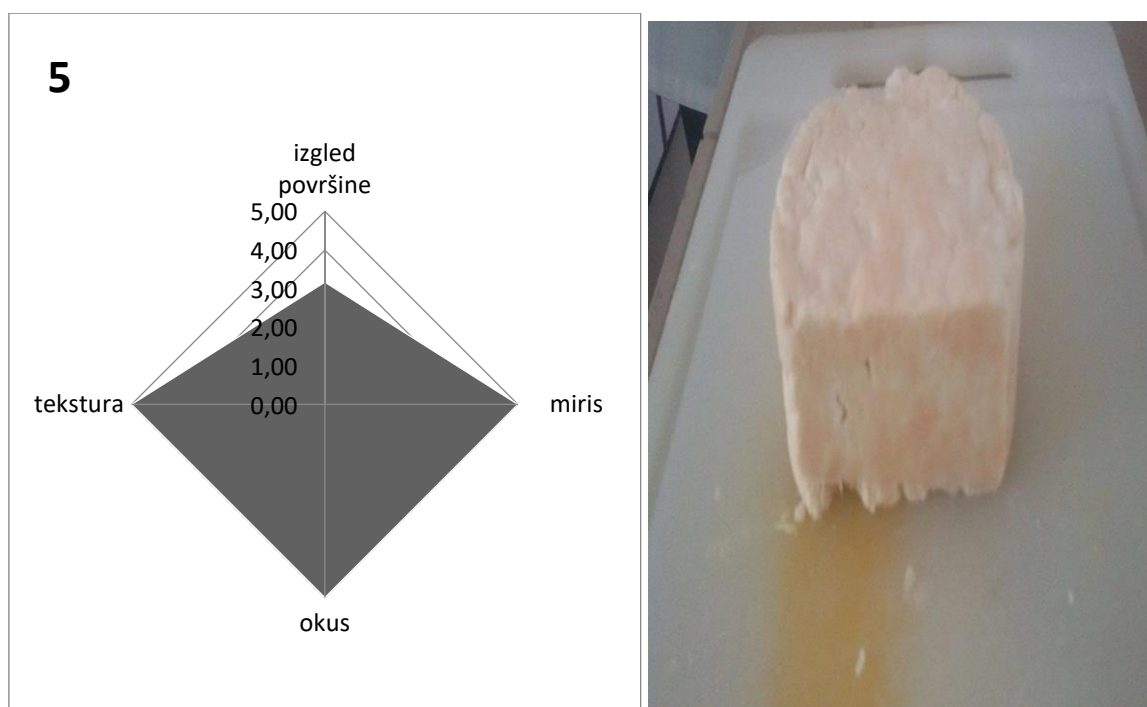 5
izgled
površine
5,00
4,00
3,00
2,00
1,00
0,00
tekstura
miris
okus